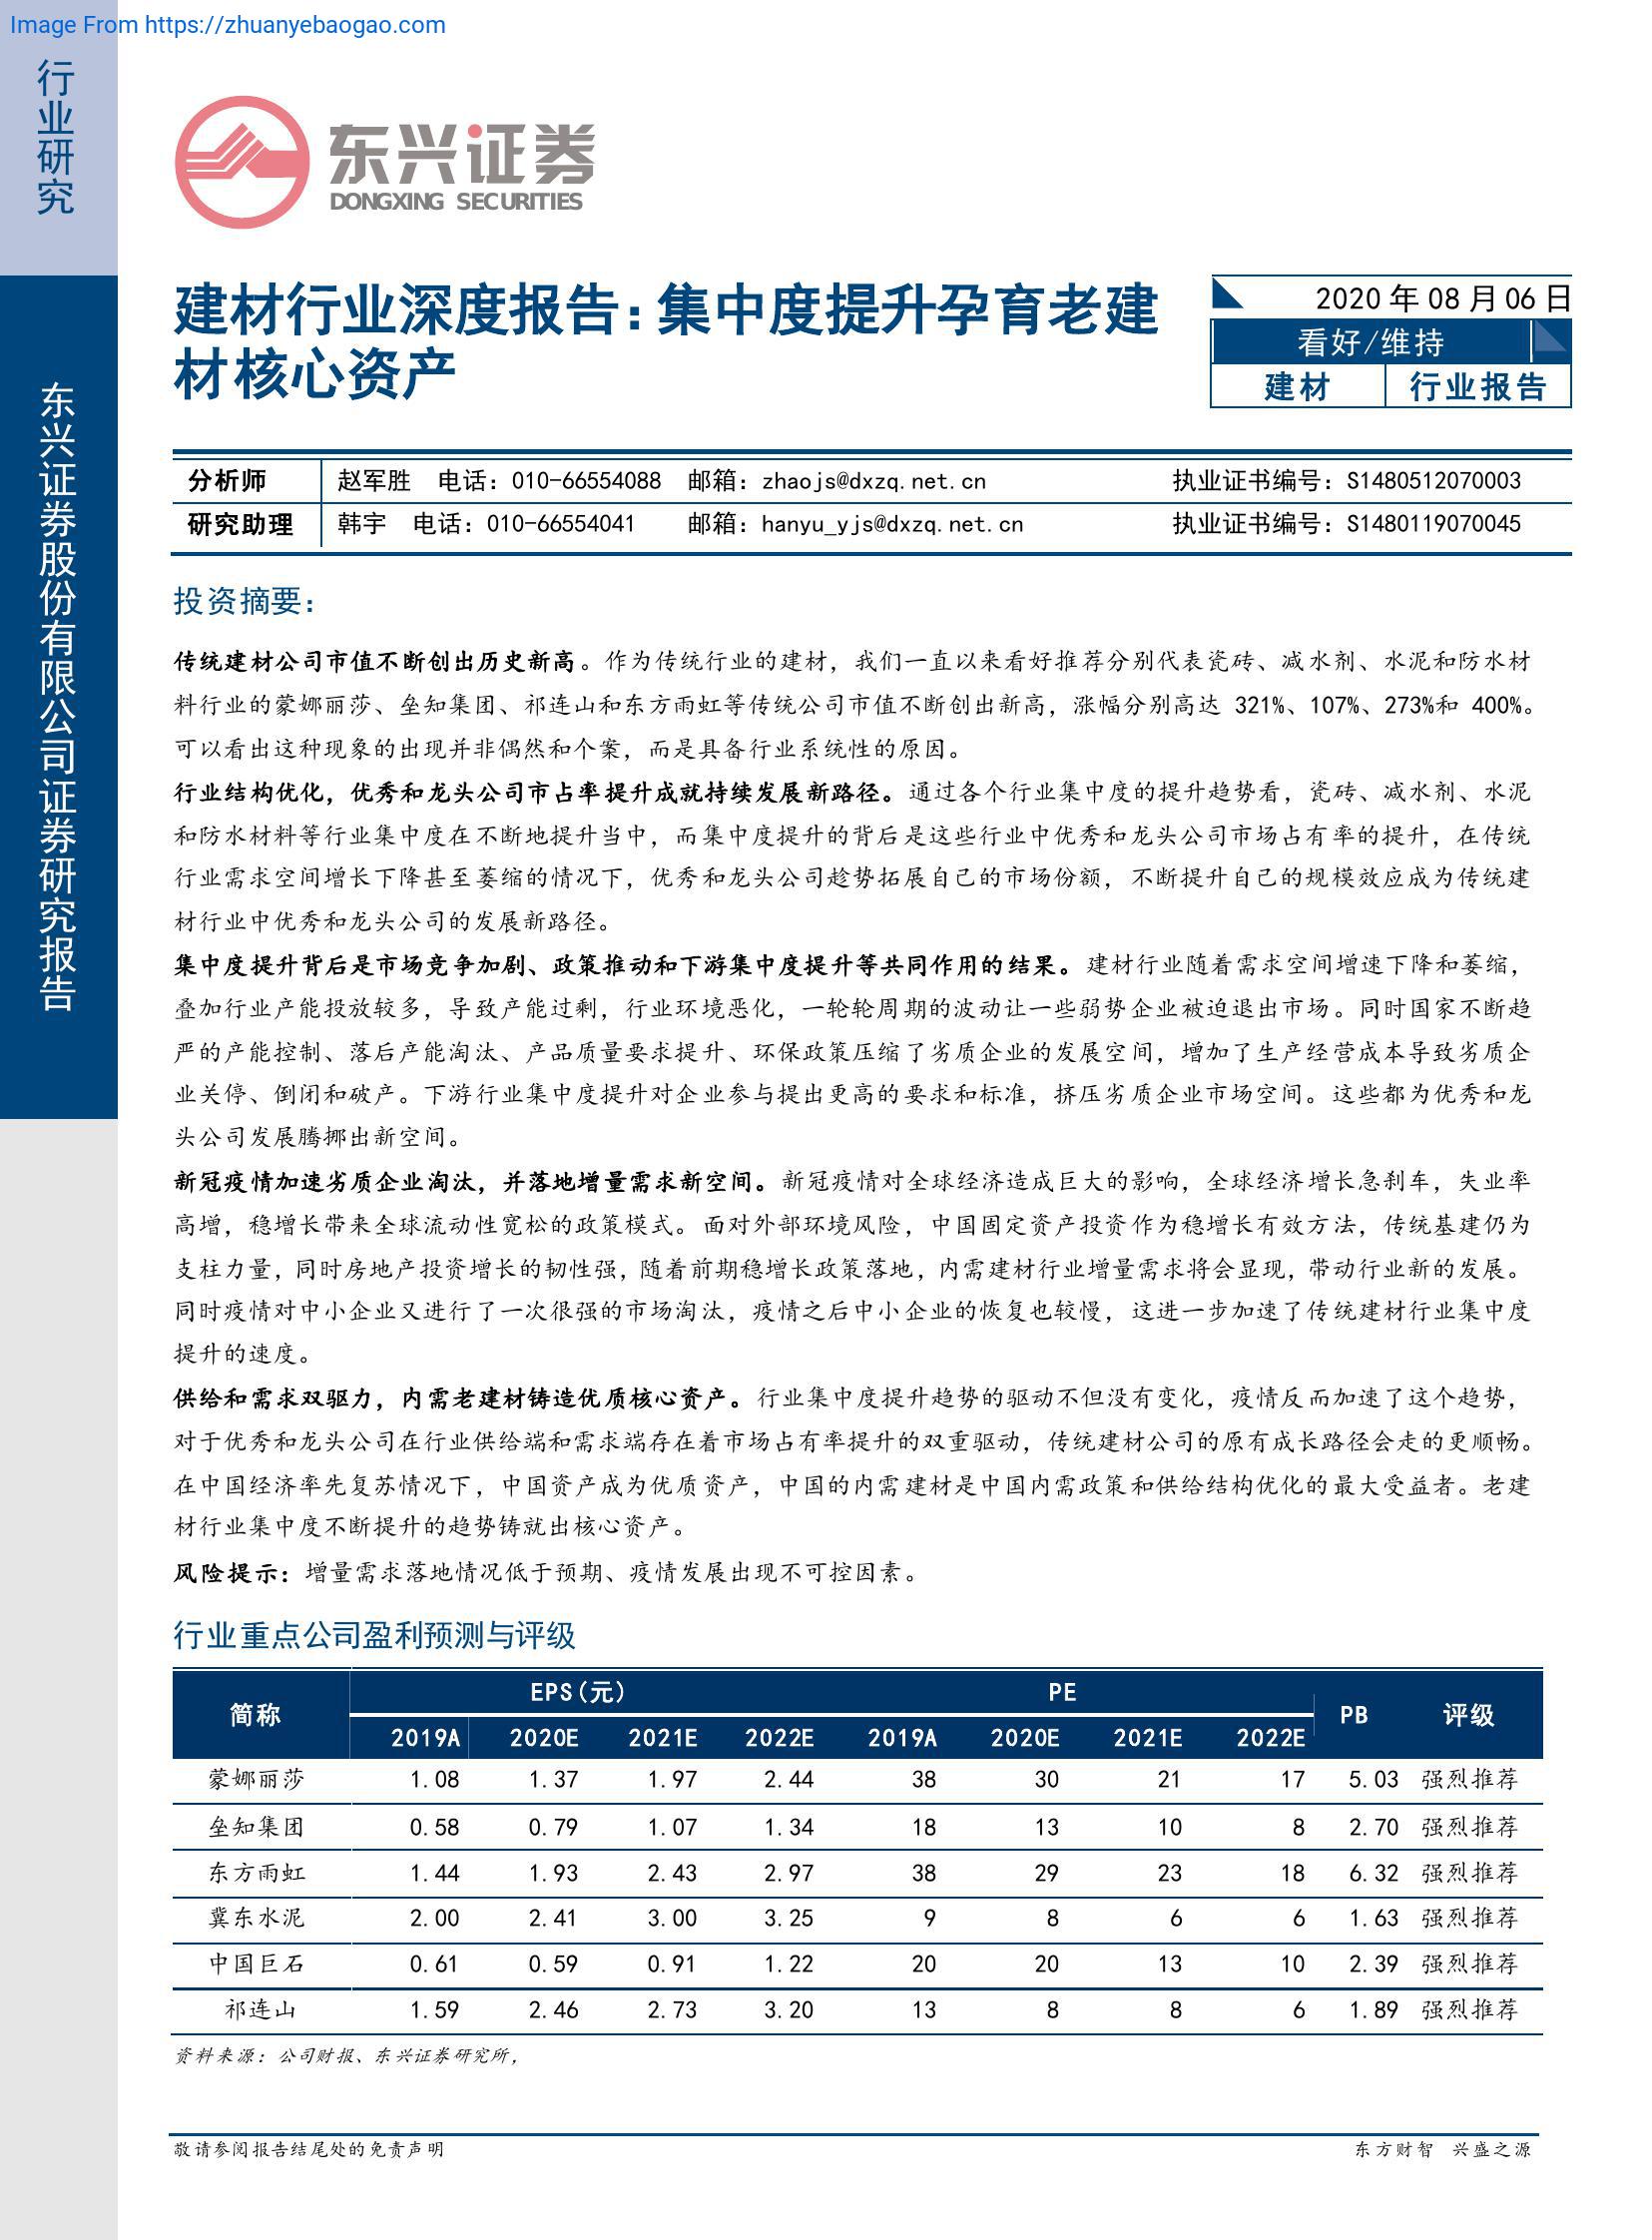 Image From https://zhuanyebaogao.com
行业研究
东兴证券股份有限公司证券研究报告
东兴证券
DONGXING SECURITIES
建材行业深度报告：集中度提升孕育老建
材核心资产
2020 年 08 月 06 日
看好/维持
建材 行业报告
分析师 赵军胜 电话：010-66554088 邮箱：zhaojs@dxzq.net.cn 执业证书编号：S1480512070003
研究助理 韩宇 电话：010-66554041 邮箱：hanyu_yjs@dxzq.net.cn 执业证书编号：S1480119070045
投资摘要：
传统建材公司市值不断创出历史新高。作为传统行业的建材，我们一直以来看好推荐分别代表瓷砖、减水剂、水泥和防水材
料行业的蒙娜丽莎、垒知集团、祁连山和东方雨虹等传统公司市值不断创出新高，涨幅分别高达 321%、107%、273%和 400%。
可以看出这种现象的出现并非偶然和个案，而是具备行业系统性的原因。
行业结构优化，优秀和龙头公司市占率提升成就持续发展新路径。通过各个行业集中度的提升趋势看，瓷砖、减水剂、水泥
和防水材料等行业集中度在不断地提升当中，而集中度提升的背后是这些行业中优秀和龙头公司市场占有率的提升，在传统
行业需求空间增长下降甚至萎缩的情况下，优秀和龙头公司趁势拓展自己的市场份额，不断提升自己的规模效应成为传统建
材行业中优秀和龙头公司的发展新路径。
集中度提升背后是市场竞争加剧、政策推动和下游集中度提升等共同作用的结果。建材行业随着需求空间增速下降和萎缩，
叠加行业产能投放较多，导致产能过剩，行业环境恶化，一轮轮周期的波动让一些弱势企业被迫退出市场。同时国家不断趋
严的产能控制、落后产能淘汰、产品质量要求提升、环保政策压缩了劣质企业的发展空间，增加了生产经营成本导致劣质企
业关停、倒闭和破产。下游行业集中度提升对企业参与提出更高的要求和标准，挤压劣质企业市场空间。这些都为优秀和龙
头公司发展腾挪出新空间。
新冠疫情加速劣质企业淘汰，并落地增量需求新空间。新冠疫情对全球经济造成巨大的影响，全球经济增长急刹车，失业率
高增，稳增长带来全球流动性宽松的政策模式。面对外部环境风险，中国固定资产投资作为稳增长有效方法，传统基建仍为
支柱力量，同时房地产投资增长的韧性强，随着前期稳增长政策落地，内需建材行业增量需求将会显现，带动行业新的发展。
同时疫情对中小企业又进行了一次很强的市场淘汰，疫情之后中小企业的恢复也较慢，这进一步加速了传统建材行业集中度
提升的速度。
供给和需求双驱力，内需老建材铸造优质核心资产。行业集中度提升趋势的驱动不但没有变化，疫情反而加速了这个趋势，
对于优秀和龙头公司在行业供给端和需求端存在着市场占有率提升的双重驱动，传统建材公司的原有成长路径会走的更顺畅。
在中国经济率先复苏情况下，中国资产成为优质资产，中国的内需建材是中国内需政策和供给结构优化的最大受益者。老建
材行业集中度不断提升的趋势铸就出核心资产。
风险提示：增量需求落地情况低于预期、疫情发展出现不可控因素。
行业重点公司盈利预测与评级
简称 EPS(元) PE PB 评级
2019A 2020E 2021E 2022E 2019A 2020E 2021E 2022E
蒙娜丽莎 1.08 1.37 1.97 2.44 38 30 21 17 5.03 强烈推荐
垒知集团 0.58 0.79 1.07 1.34 18 13 10 8 2.70 强烈推荐
东方雨虹 1.44 1.93 2.43 2.97 38 29 23 18 6.32 强烈推荐
冀东水泥 2.00 2.41 3.00 3.25 9 8 6 6 1.63 强烈推荐
中国巨石 0.61 0.59 0.91 1.22 20 20 13 10 2.39 强烈推荐
祁连山 1.59 2.46 2.73 3.20 13 8 8 6 1.89 强烈推荐
资料来源：公司财报、东兴证券研究所，
敬请参阅报告结尾处的免责声明 东方财智 兴盛之源